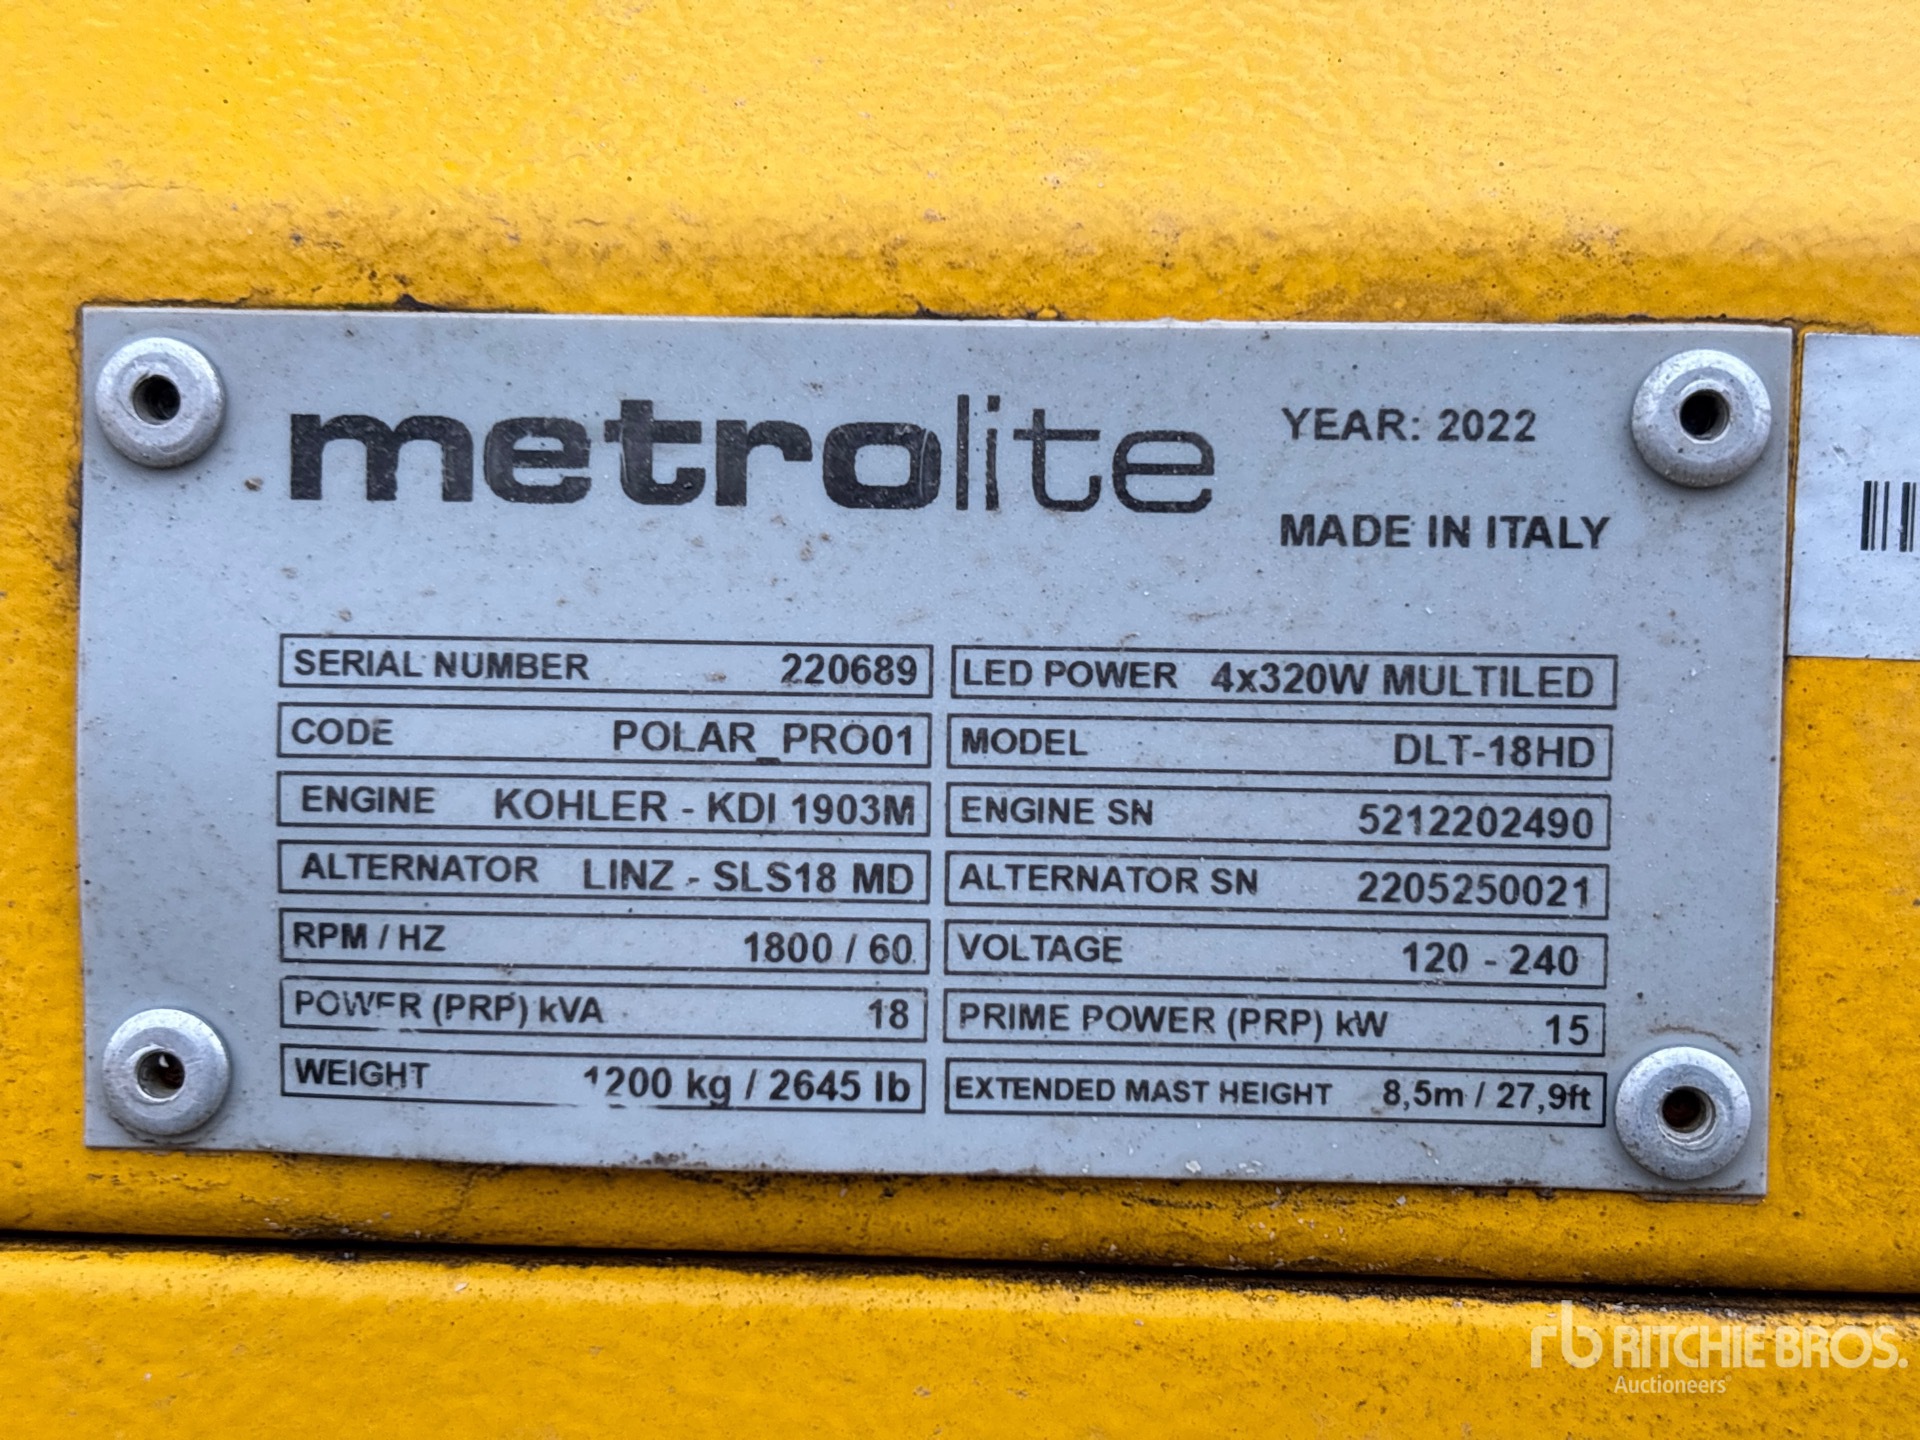 metrolite
YEAR: 2022
MADE IN ITALY
SERIAL NUMBER 220689
LED POWER 4x320W MULTILED
CODE POLAR_PRO01
MODEL DLT-18HD
ENGINE KOHLER - KDI 1903M
ENGINE SN 5212202490
ALTERNATOR LINZ - SLS18 MD
ALTERNATOR SN 2205250021
RPM / HZ 1800 / 60
VOLTAGE 120 - 240
POWER (PRP) kVA 18
PRIME POWER (PRP) kW 15
WEIGHT 1200 kg / 2645 lb
EXTENDED MAST HEIGHT 8,5m / 27,9ft
rb RITCHIE BROS.
Auctioneers